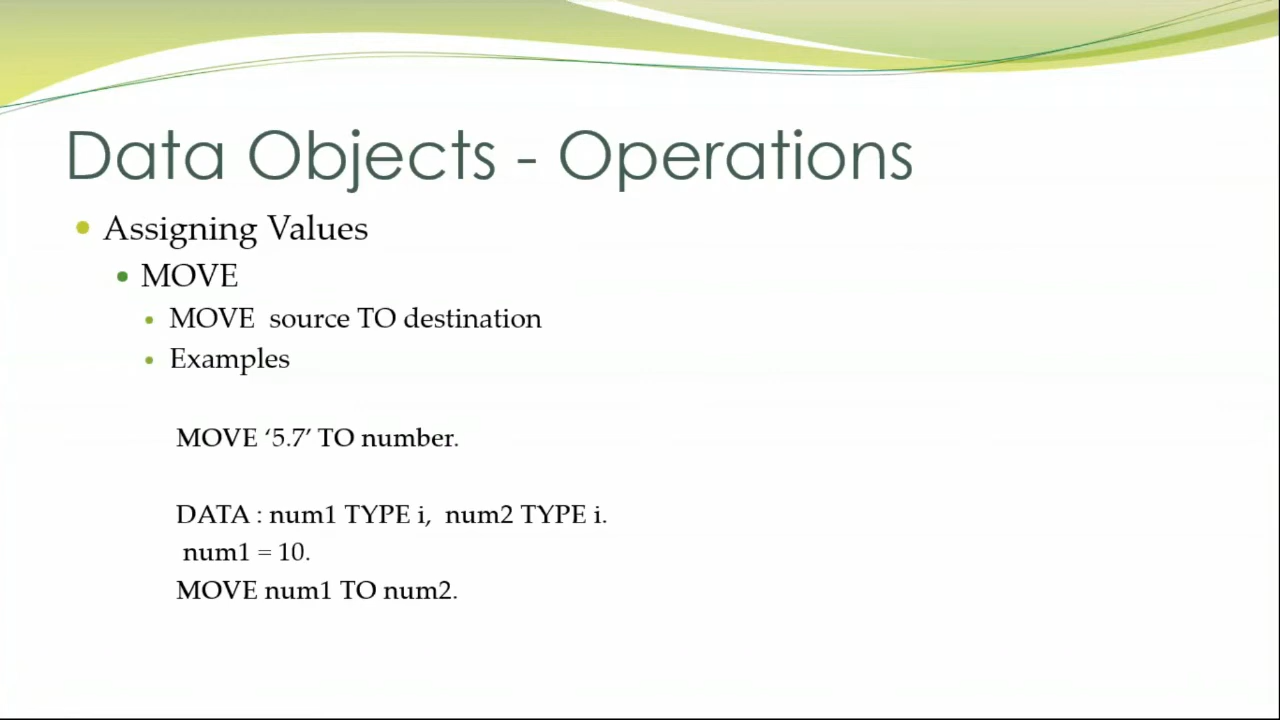 Data Objects - Operations
Assigning Values
MOVE
MOVE  source TO destination
Examples
MOVE ‘5.7’ TO number.
DATA : num1 TYPE i,  num2 TYPE i.
num1 = 10.
MOVE num1 TO num2.